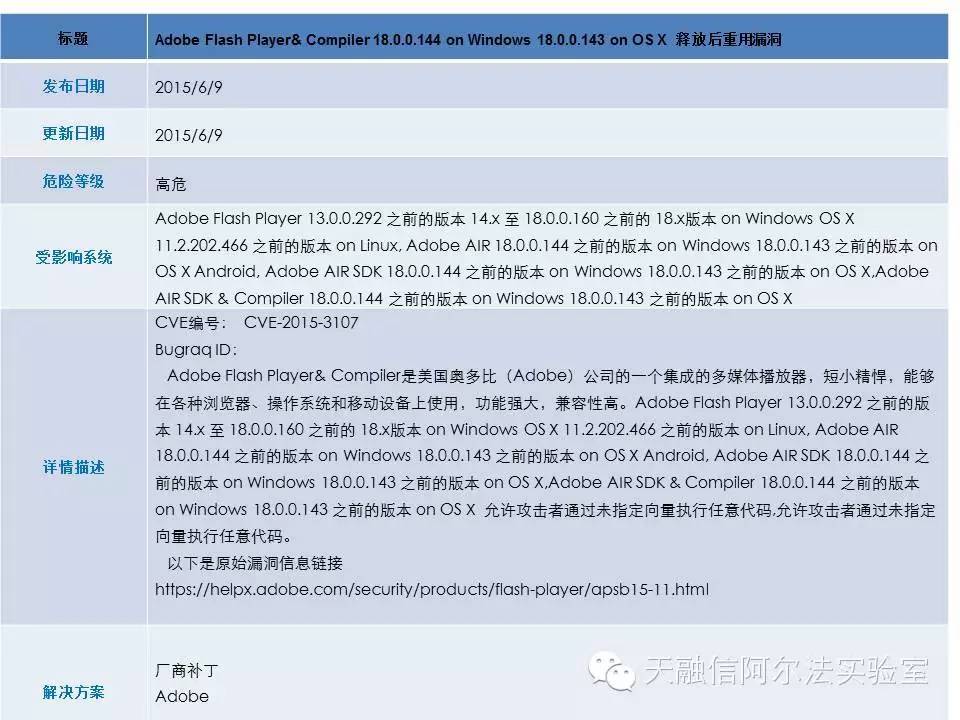 标题
Adobe Flash Player& Compiler 18.0.0.144 on Windows 18.0.0.143 on OS X 释放后重用漏洞
发布日期
2015/6/9
更新日期
2015/6/9
危险等级
高危
受影响系统
Adobe Flash Player 13.0.0.292 之前的版本 14.x 至 18.0.0.160 之前的 18.x版本 on Windows OS X
11.2.202.466 之前的版本 on Linux, Adobe AIR 18.0.0.144 之前的版本 on Windows 18.0.0.143 之前的版本 on
OS X Android, Adobe AIR SDK 18.0.0.144 之前的版本 on Windows 18.0.0.143 之前的版本 on OS X,Adobe
AIR SDK & Compiler 18.0.0.144 之前的版本 on Windows 18.0.0.143 之前的版本 on OS X
详情描述
CVE编号： CVE-2015-3107
Bugraq ID：
Adobe Flash Player& Compiler是美国奥多比（Adobe）公司的一个集成的多媒体播放器，短小精悍，能够
在各种浏览器、操作系统和移动设备上使用，功能强大，兼容性高。Adobe Flash Player 13.0.0.292 之前的版
本 14.x 至 18.0.0.160 之前的 18.x版本 on Windows OS X 11.2.202.466 之前的版本 on Linux, Adobe AIR
18.0.0.144 之前的版本 on Windows 18.0.0.143 之前的版本 on OS X Android, Adobe AIR SDK 18.0.0.144 之
前的版本 on Windows 18.0.0.143 之前的版本 on OS X,Adobe AIR SDK & Compiler 18.0.0.144 之前的版本
on Windows 18.0.0.143 之前的版本 on OS X 允许攻击者通过未指定向量执行任意代码,允许攻击者通过未指定
向量执行任意代码。
以下是原始漏洞信息链接
https://helpx.adobe.com/security/products/flash-player/apsb15-11.html
解决方案
厂商补丁
Adobe
天融信阿尔法实验室